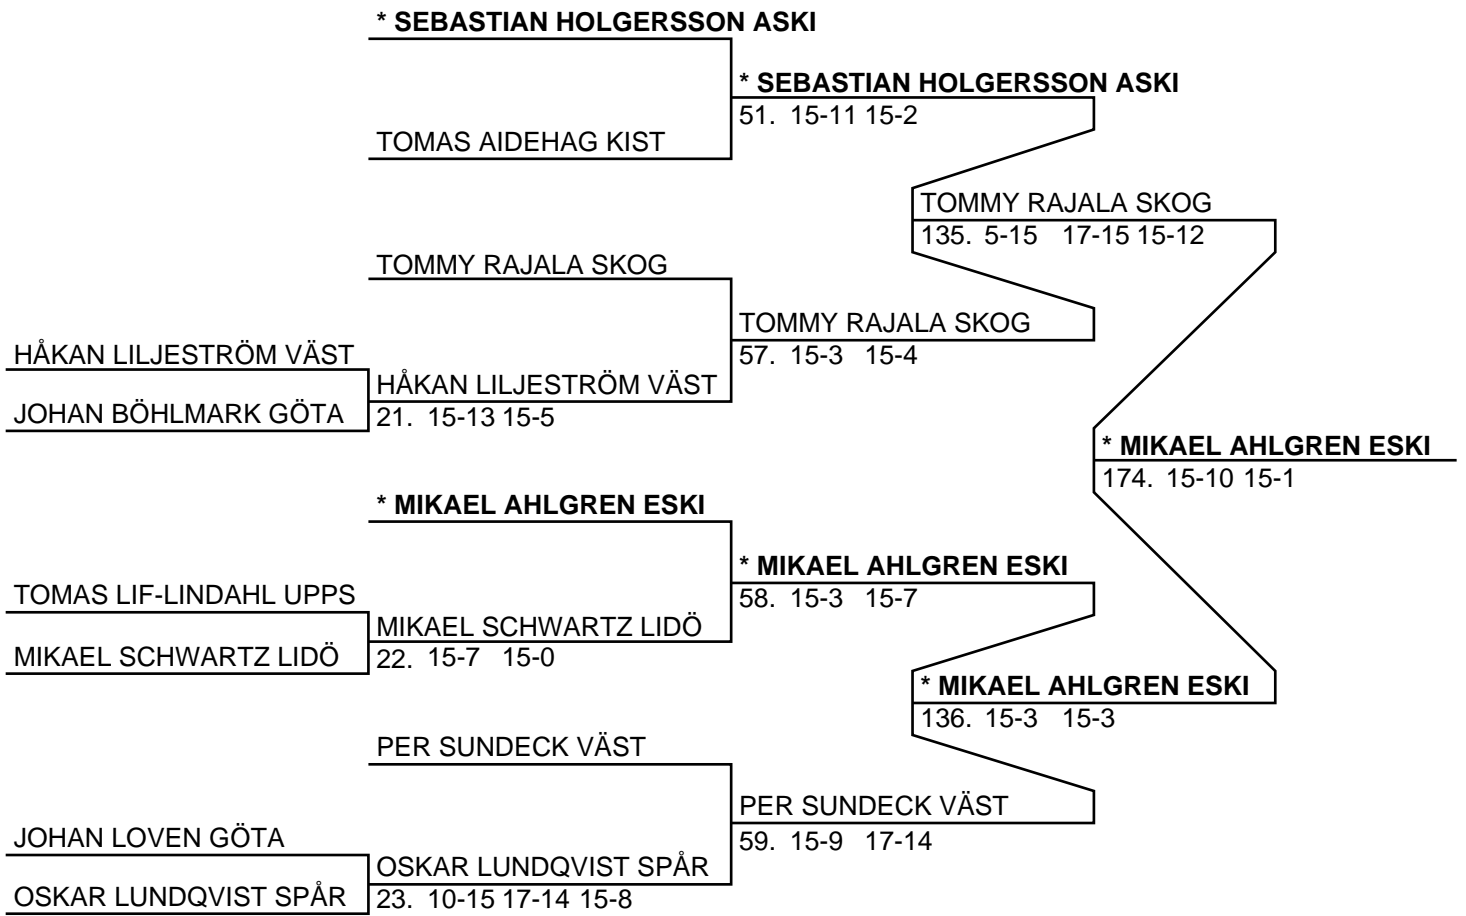 * SEBASTIAN HOLGERSSON ASKI
* SEBASTIAN HOLGERSSON ASKI
51. 15-11 15-2
TOMAS AIDEHAG KIST
TOMMY RAJALA SKOG
135. 5-15 17-15 15-12
TOMMY RAJALA SKOG
TOMMY RAJALA SKOG
57. 15-3 15-4
HÅKAN LILJESTRÖM VÄST
HÅKAN LILJESTRÖM VÄST
21. 15-13 15-5
JOHAN BÖHLMARK GÖTA
* MIKAEL AHLGREN ESKI
174. 15-10 15-1
* MIKAEL AHLGREN ESKI
* MIKAEL AHLGREN ESKI
58. 15-3 15-7
TOMAS LIF-LINDAHL UPPS
MIKAEL SCHWARTZ LIDÖ
22. 15-7 15-0
MIKAEL SCHWARTZ LIDÖ
* MIKAEL AHLGREN ESKI
136. 15-3 15-3
PER SUNDECK VÄST
PER SUNDECK VÄST
59. 15-9 17-14
JOHAN LOVEN GÖTA
OSKAR LUNDQVIST SPÅR
23. 10-15 17-14 15-8
OSKAR LUNDQVIST SPÅR